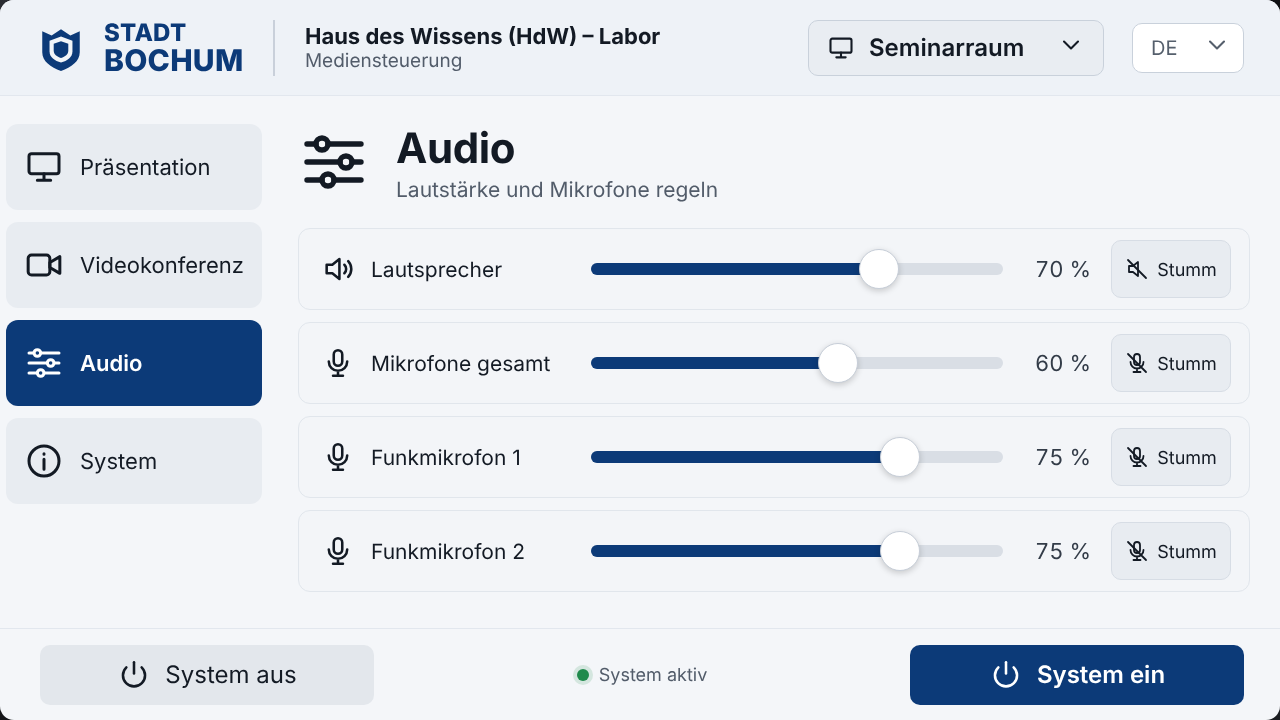 STADT
BOCHUM
Haus des Wissens (HdW) – Labor
Mediensteuerung
Seminarraum
DE
Präsentation
Videokonferenz
Audio
System
Audio
Lautstärke und Mikrofone regeln
Lautsprecher
70 %
Stumm
Mikrofone gesamt
60 %
Stumm
Funkmikrofon 1
75 %
Stumm
Funkmikrofon 2
75 %
Stumm
System aus
System aktiv
System ein